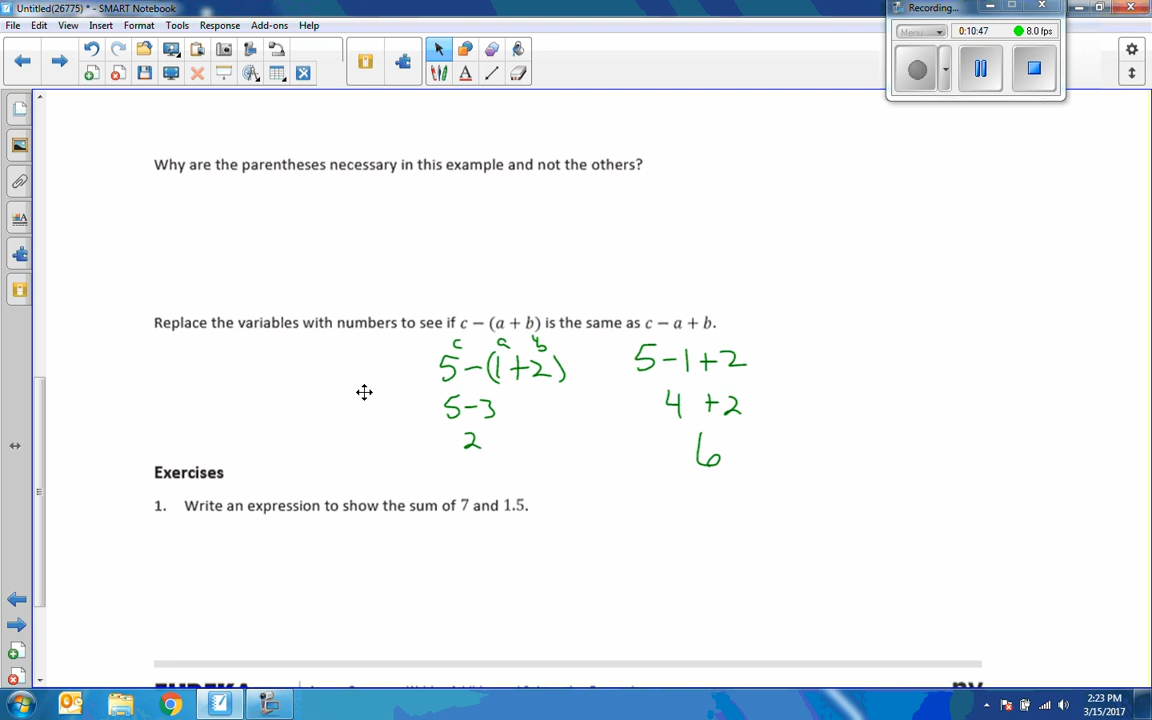 Untitled(26775) * - SMART Notebook
Recording...
File Edit View Insert Format Tools Response Add-ons Help
Menu 0:10:47 8.0 fps
Why are the parentheses necessary in this example and not the others?
Replace the variables with numbers to see if c − (a + b) is the same as c − a + b.
c a b
5-(1+2) 5-1+2
5-3 4 +2
2 6
Exercises
1. Write an expression to show the sum of 7 and 1.5.
EUREKA
2:23 PM
3/15/2017